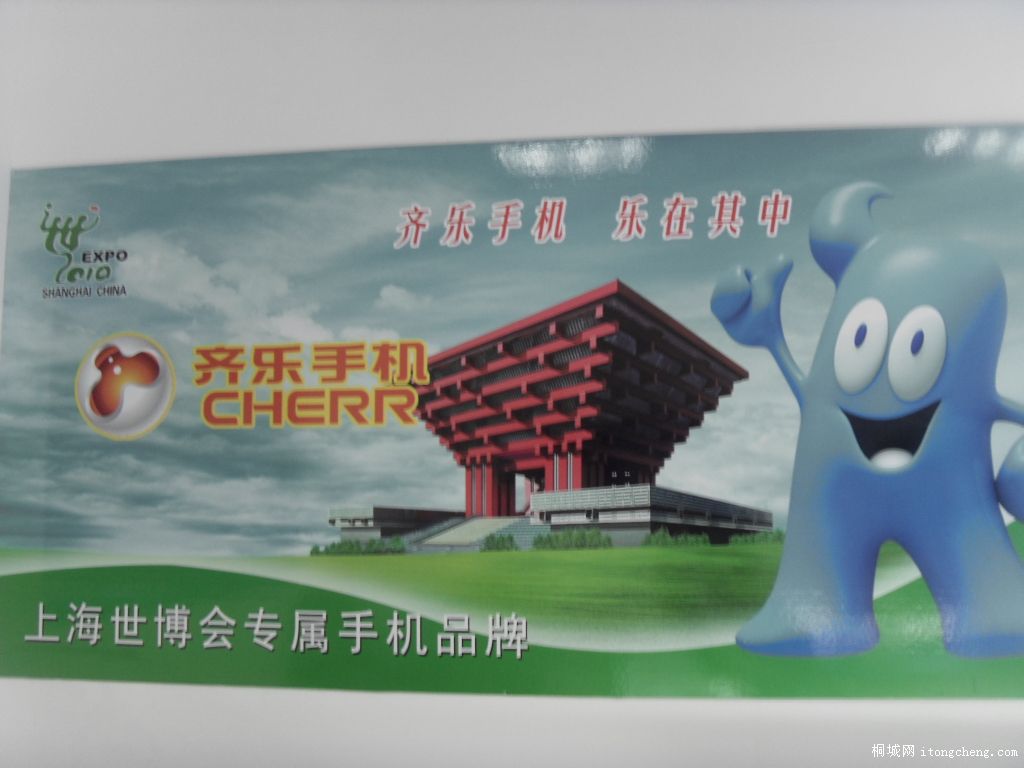 齐乐手机 乐在其中
世
EXPO
2010
SHANGHAI CHINA
齐乐手机
CHERR
上海世博会专属手机品牌
桐城网 itongcheng.com